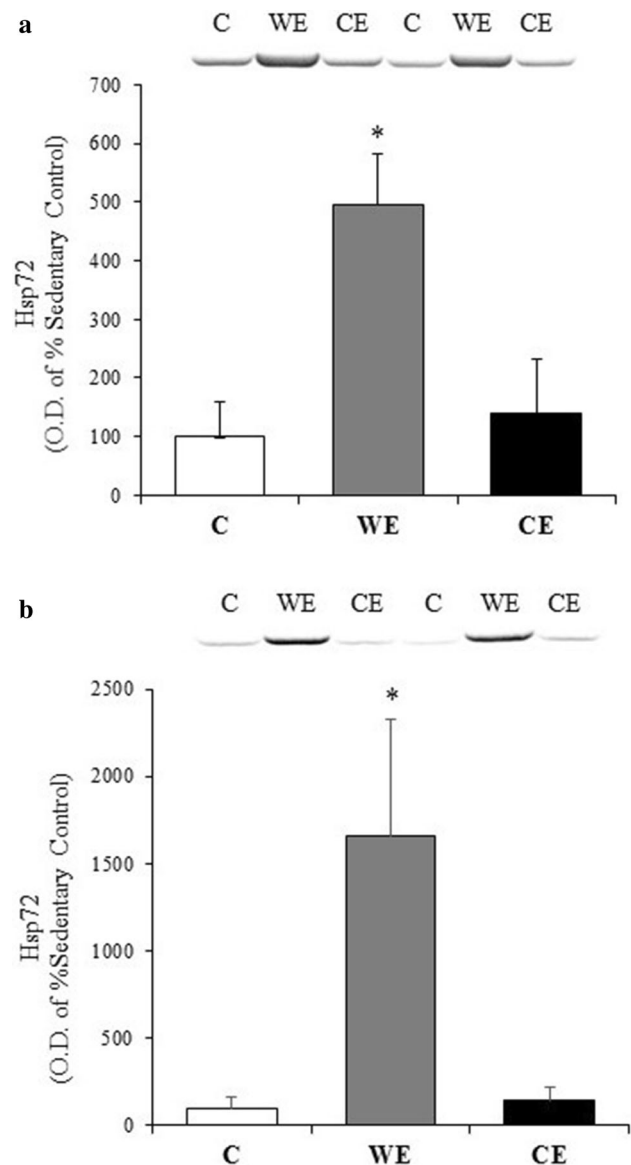 a
C WE CE C WE CE
700
600
500
400
300
200
100
0
Hsp72
(O.D. of % Sedentary Control)
*
C WE CE
b
C WE CE C WE CE
2500
2000
1500
1000
500
0
Hsp72
(O.D. of %Sedentary Control)
*
C WE CE